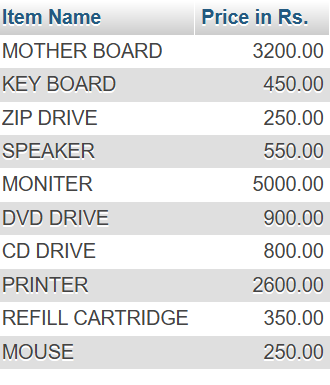 Item Name Price in Rs.
MOTHER BOARD 3200.00
KEY BOARD 450.00
ZIP DRIVE 250.00
SPEAKER 550.00
MONITER 5000.00
DVD DRIVE 900.00
CD DRIVE 800.00
PRINTER 2600.00
REFILL CARTRIDGE 350.00
MOUSE 250.00